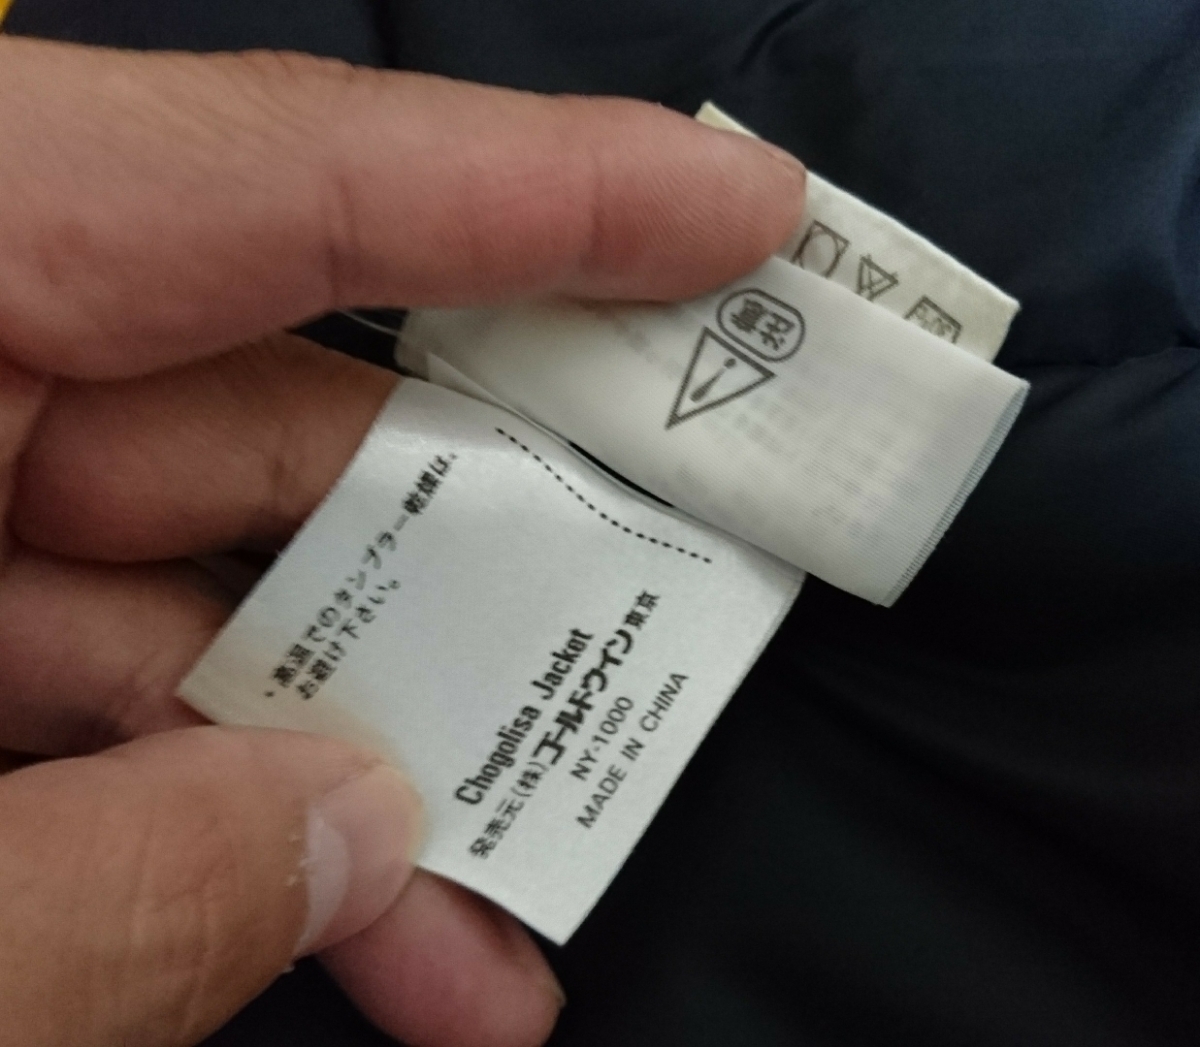 ・高温でのタンブラー乾燥は、
お避け下さい。
Chogolisa Jacket
発売元(株)ゴールドウイン東京
NY-1000
MADE IN CHINA